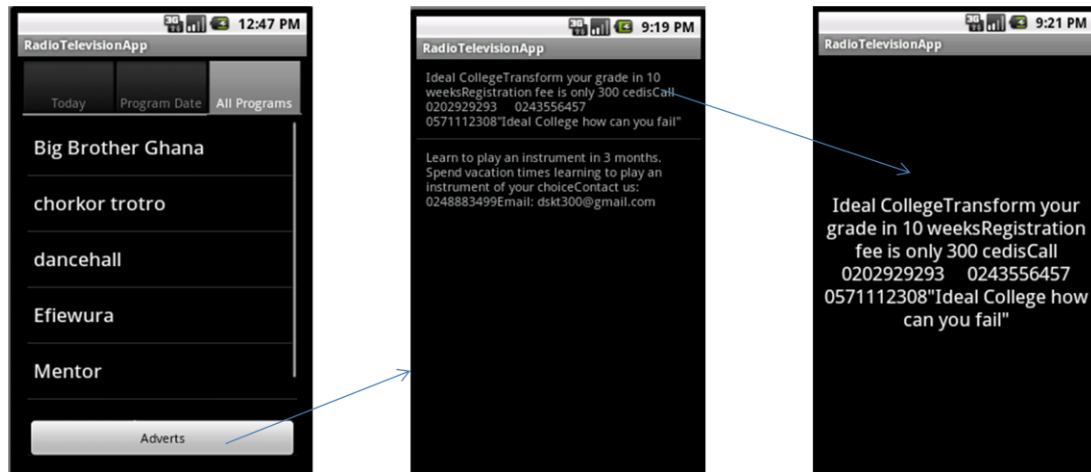 12:47 PM
RadioTelevisionApp
Today Program Date All Programs
Big Brother Ghana
chorkor trotro
dancehall
Efiewura
Mentor
Adverts
9:19 PM
RadioTelevisionApp
Ideal CollegeTransform your grade in 10
weeksRegistration fee is only 300 cedisCall
0202929293 0243556457
0571112308"Ideal College how can you fail"
Learn to play an instrument in 3 months.
Spend vacation times learning to play an
instrument of your choiceContact us:
0248883499Email: dskt300@gmail.com
9:21 PM
RadioTelevisionApp
Ideal CollegeTransform your
grade in 10 weeksRegistration
fee is only 300 cedisCall
0202929293 0243556457
0571112308"Ideal College how
can you fail"